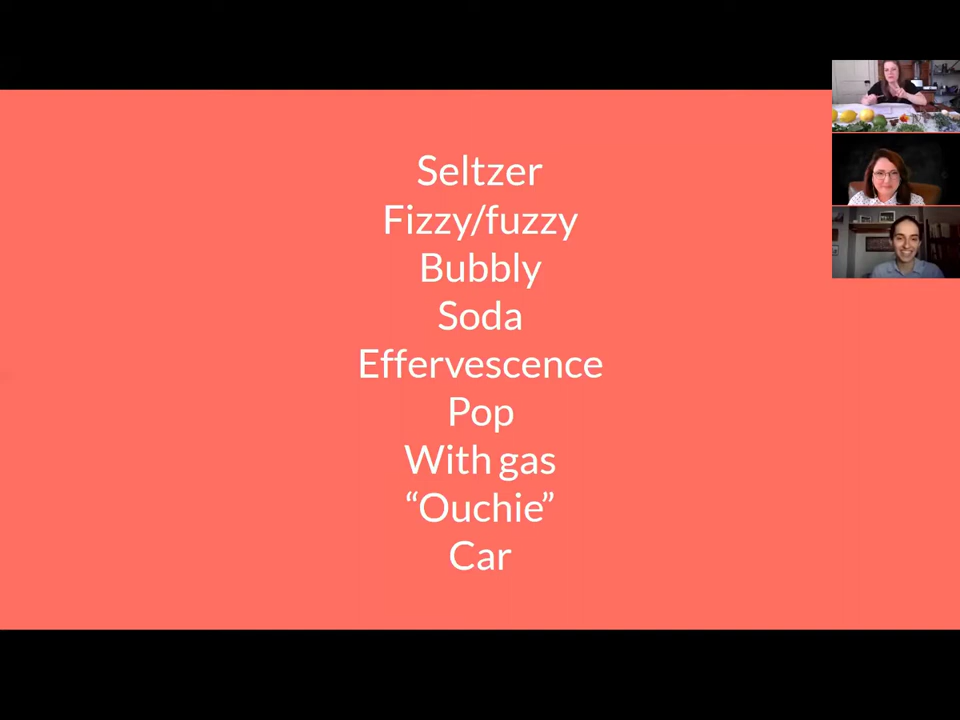 Seltzer
Fizzy/fuzzy
Bubbly
Soda
Effervescence
Pop
With gas
“Ouchie”
Car